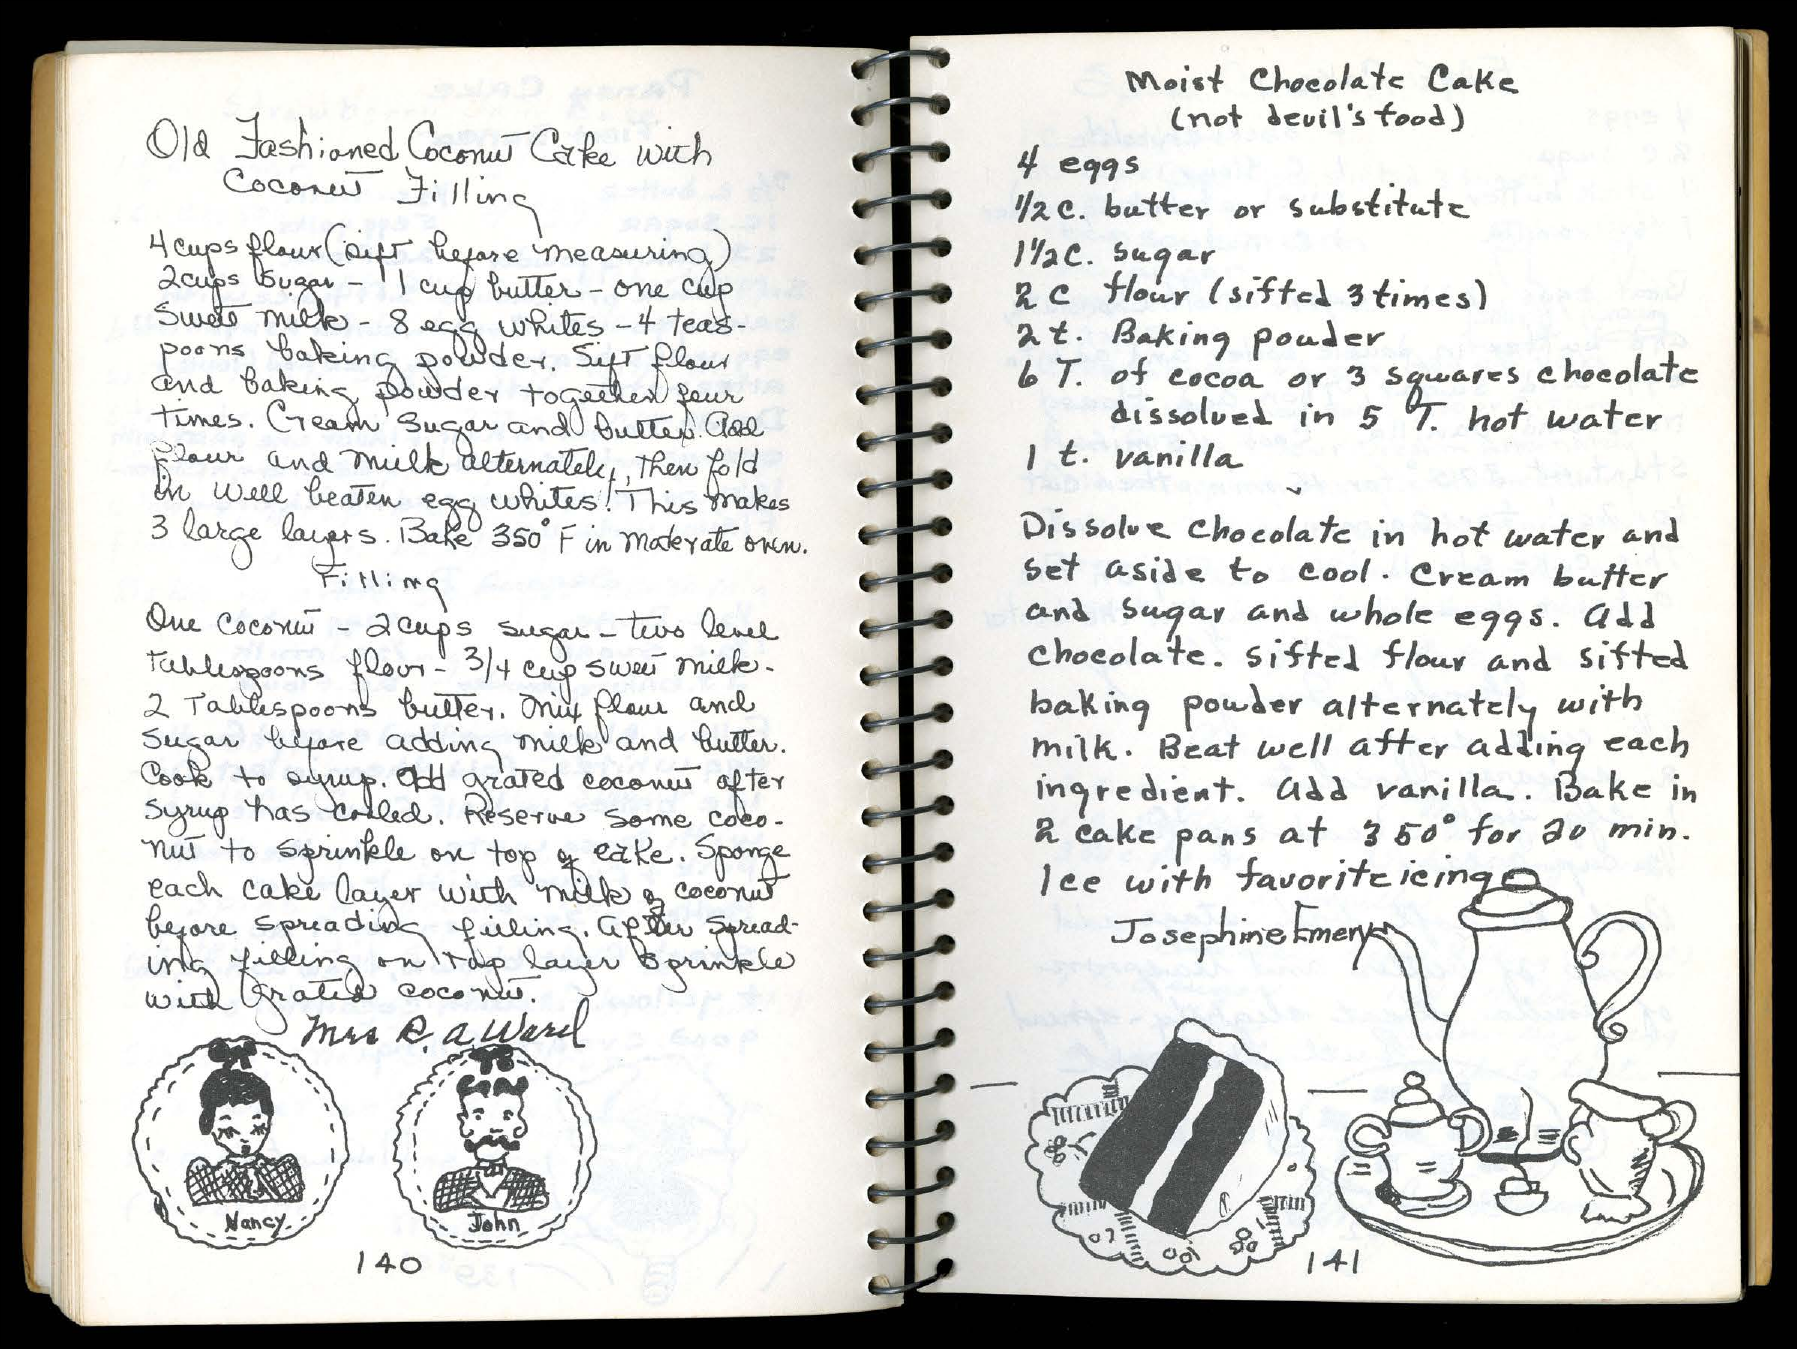 Old Fashioned Coconut Cake with
Coconut Filling
4 cups flour (sift before measuring)
2 cups sugar - 1 cup butter - one cup
sweet milk - 8 egg whites - 4 teas-
poons baking powder. Sift flour
and baking powder together four
times. Cream sugar and butter. Add
flour and milk alternately, then fold
in well beaten egg whites! This makes
3 large layers. Bake 350° F in moderate oven.
Filling
One coconut - 2 cups sugar - two level
tablespoons flour - 3/4 cup sweet milk -
2 Tablespoons butter. Mix flour and
sugar before adding milk and butter.
Cook to syrup. Add grated coconut after
syrup has cooled. Reserve some coco-
nut to sprinkle on top of cake. Sponge
each cake layer with milk of coconut
before spreading filling. After spread-
ing filling on top layer sprinkle
with grated coconut.
Mrs R. A. Ward
Nancy
John
140
Moist Chocolate Cake
(not devil's food)
4 eggs
1/2 c. butter or substitute
1 1/2 c. sugar
2 c flour (sifted 3 times)
2 t. Baking powder
6 T. of cocoa or 3 squares chocolate
dissolved in 5 T. hot water
1 t. vanilla
Dissolve chocolate in hot water and
set aside to cool. Cream butter
and sugar and whole eggs. Add
chocolate. sifted flour and sifted
baking powder alternately with
milk. Beat well after adding each
ingredient. Add vanilla. Bake in
2 cake pans at 350° for 20 min.
Ice with favorite icing
Josephine Emery
141